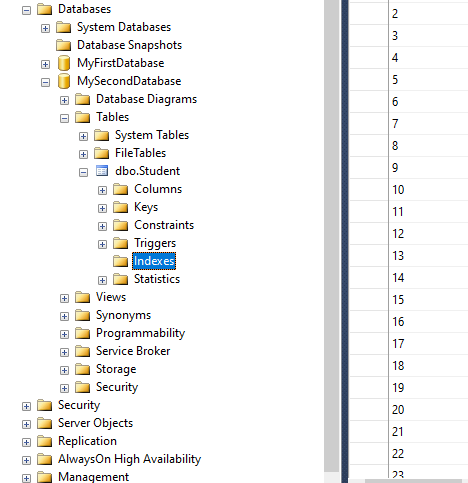 Databases
System Databases
Database Snapshots
MyFirstDatabase
MySecondDatabase
Database Diagrams
Tables
System Tables
FileTables
dbo.Student
Columns
Keys
Constraints
Triggers
Indexes
Statistics
Views
Synonyms
Programmability
Service Broker
Storage
Security
Security
Server Objects
Replication
AlwaysOn High Availability
Management
2
3
4
5
6
7
8
9
10
11
12
13
14
15
16
17
18
19
20
21
22
23